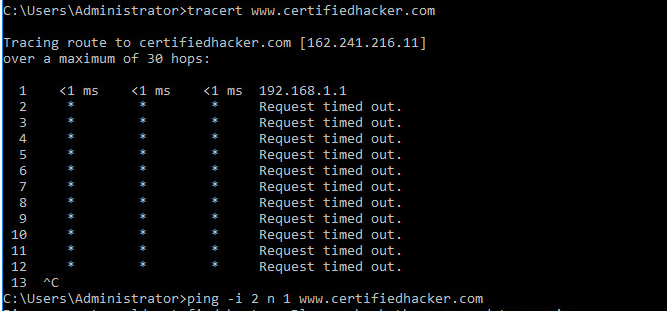 C:\Users\Administrator>tracert www.certifiedhacker.com
Tracing route to certifiedhacker.com [162.241.216.11]
over a maximum of 30 hops:
1 <1 ms <1 ms <1 ms 192.168.1.1
2 * * * Request timed out.
3 * * * Request timed out.
4 * * * Request timed out.
5 * * * Request timed out.
6 * * * Request timed out.
7 * * * Request timed out.
8 * * * Request timed out.
9 * * * Request timed out.
10 * * * Request timed out.
11 * * * Request timed out.
12 * * * Request timed out.
13 ^C
C:\Users\Administrator>ping -i 2 n 1 www.certifiedhacker.com